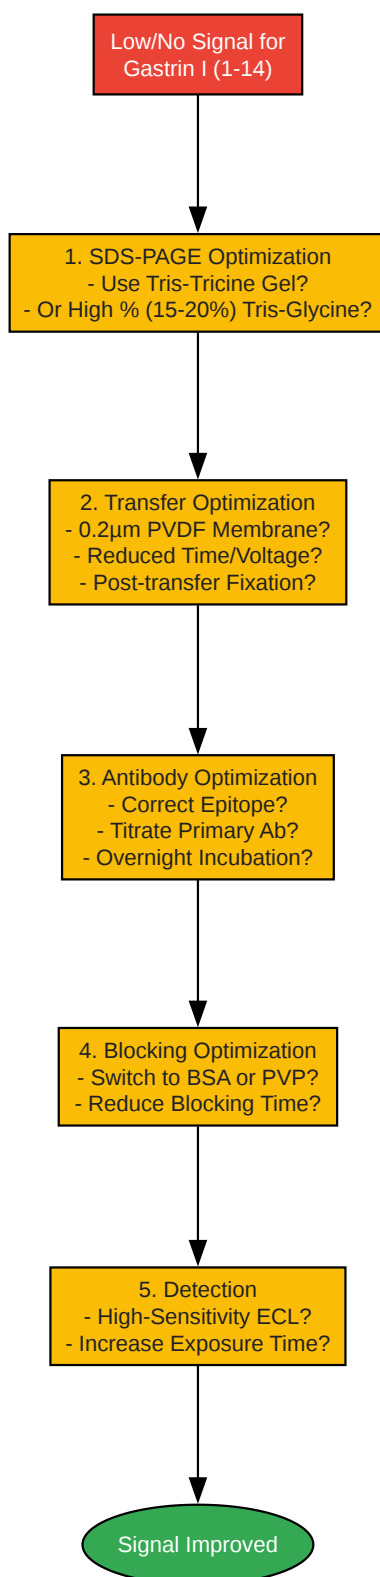 Low/No Signal for
Gastrin I (1-14)
1. SDS-PAGE Optimization
- Use Tris-Tricine Gel?
- Or High % (15-20%) Tris-Glycine?
2. Transfer Optimization
- 0.2µm PVDF Membrane?
- Reduced Time/Voltage?
- Post-transfer Fixation?
3. Antibody Optimization
- Correct Epitope?
- Titrate Primary Ab?
- Overnight Incubation?
4. Blocking Optimization
- Switch to BSA or PVP?
- Reduce Blocking Time?
5. Detection
- High-Sensitivity ECL?
- Increase Exposure Time?
Signal Improved